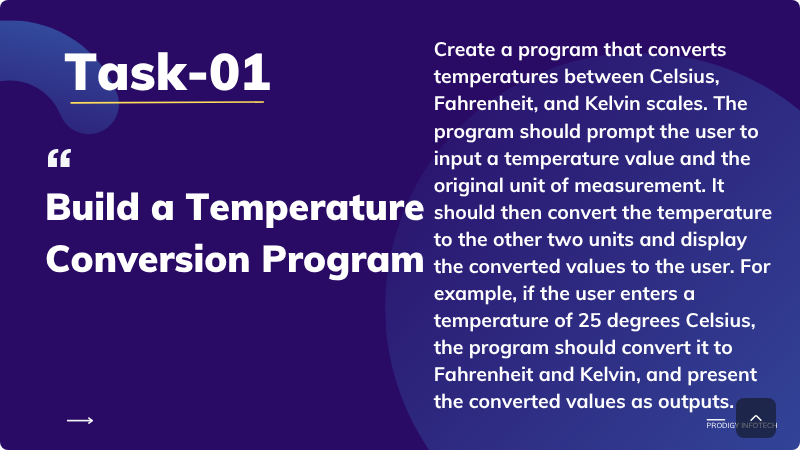 Task-01
“
Build a Temperature
Conversion Program
Create a program that converts
temperatures between Celsius,
Fahrenheit, and Kelvin scales. The
program should prompt the user to
input a temperature value and the
original unit of measurement. It
should then convert the temperature
to the other two units and display
the converted values to the user. For
example, if the user enters a
temperature of 25 degrees Celsius,
the program should convert it to
Fahrenheit and Kelvin, and present
the converted values as outputs.
PRODIGY INFOTECH